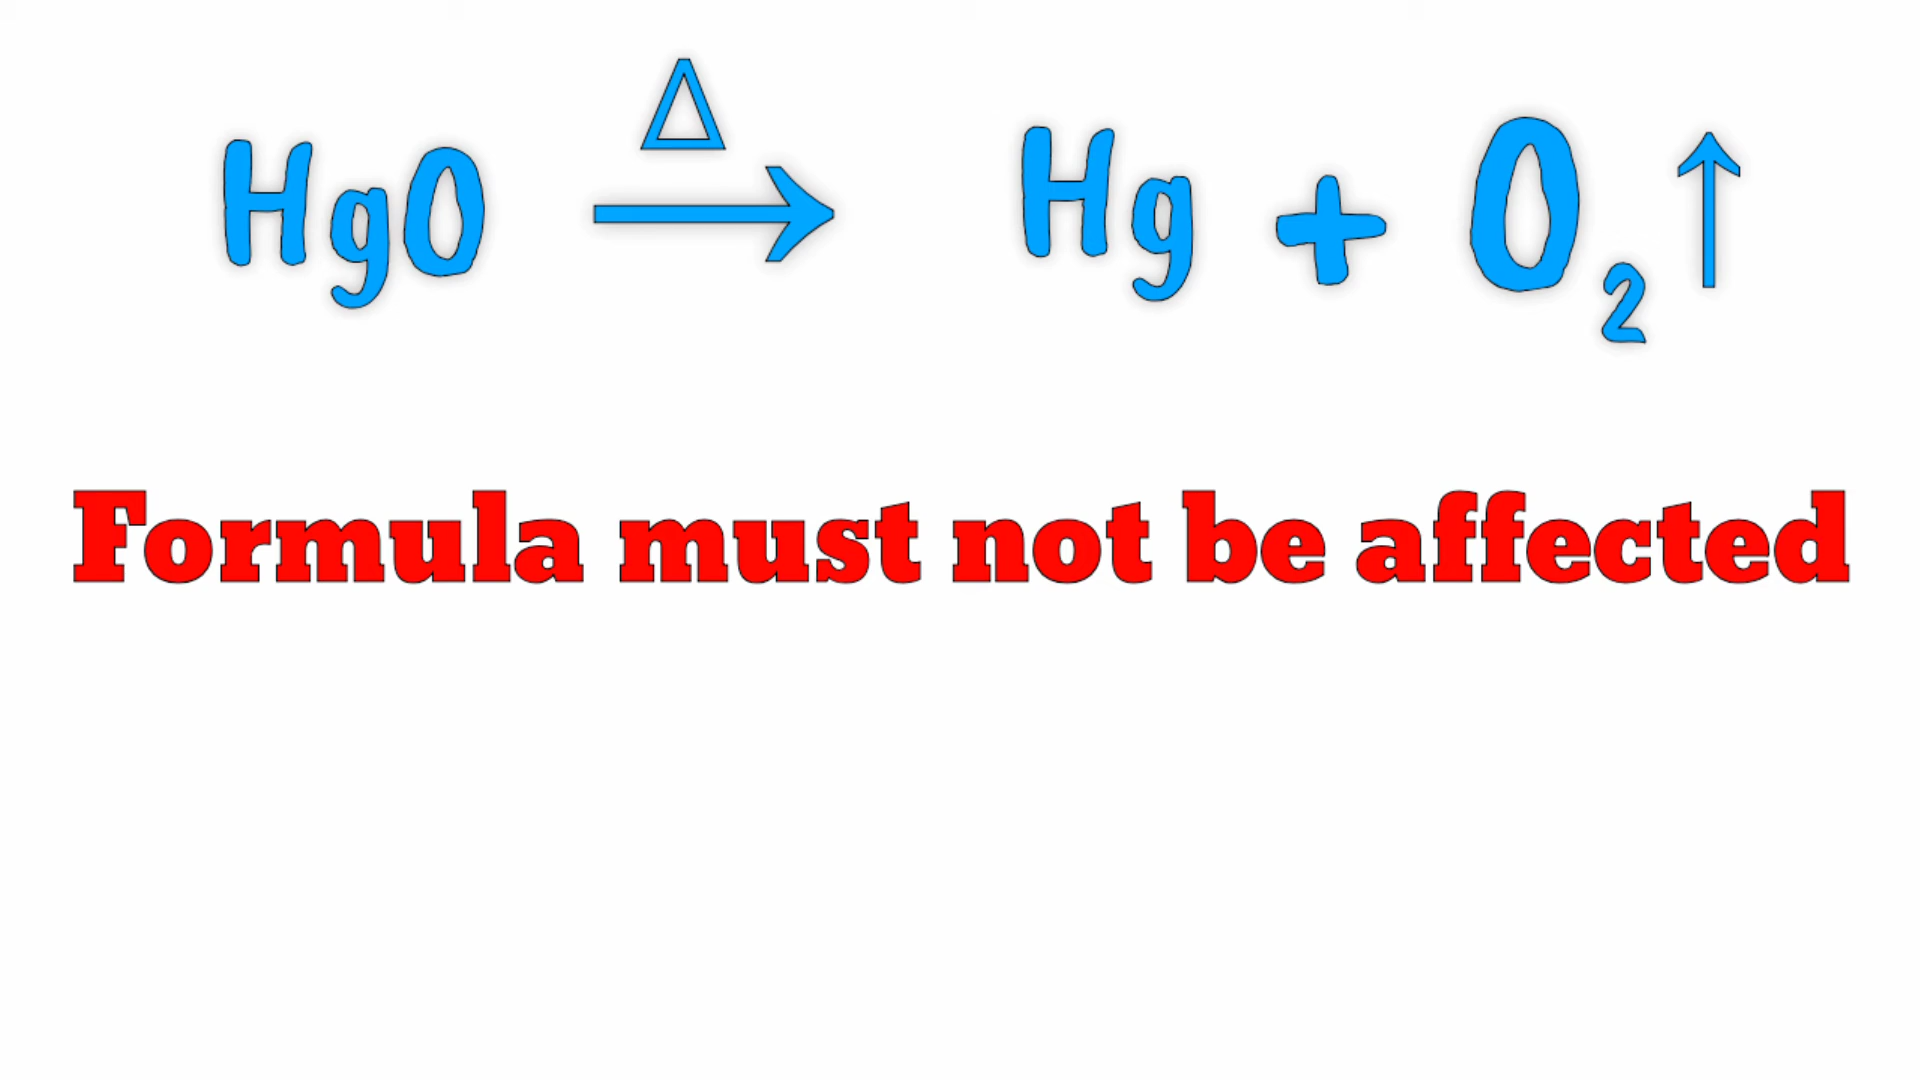 HgO Δ → Hg + O₂ ↑
Formula must not be affected